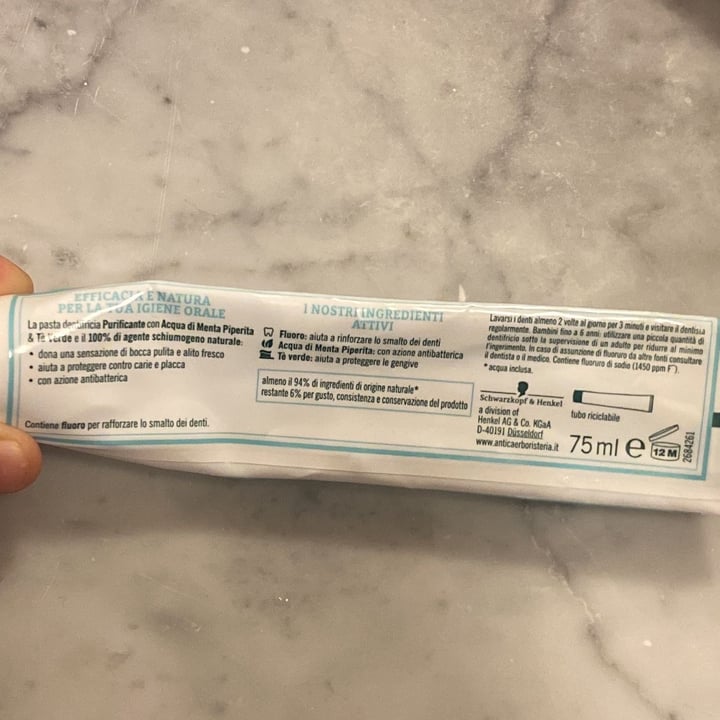 EFFICACIA E NATURA
PER LA TUA IGIENE ORALE
La pasta dentifricia Purificante con Acqua di Menta Piperita
& Tè Verde e il 100% di agente schiumogeno naturale:
• dona una sensazione di bocca pulita e alito fresco
• aiuta a proteggere contro carie e placca
• con azione antibatterica
Contiene fluoro per rafforzare lo smalto dei denti.
I NOSTRI INGREDIENTI
ATTIVI
Fluoro: aiuta a rinforzare lo smalto dei denti
Acqua di Menta Piperita: con azione antibatterica
Tè verde: aiuta a proteggere le gengive
almeno il 94% di ingredienti di origine naturale*
restante 6% per gusto, consistenza e conservazione del prodotto
Lavarsi i denti almeno 2 volte al giorno per 3 minuti e visitare il dentista
regolarmente. Bambini fino a 6 anni: utilizzare una piccola quantità di
dentifricio sotto la supervisione di un adulto per ridurre al minimo
l'ingerimento. In caso di assunzione di fluoruro da altre fonti consultare
il dentista o il medico. Contiene fluoruro di sodio (1450 ppm F⁻).
*acqua inclusa.
Schwarzkopf & Henkel
a division of
Henkel AG & Co. KGaA
D-40191 Düsseldorf
www.anticaerboristeria.it
tubo riciclabile
75 ml e
12 M
2684261